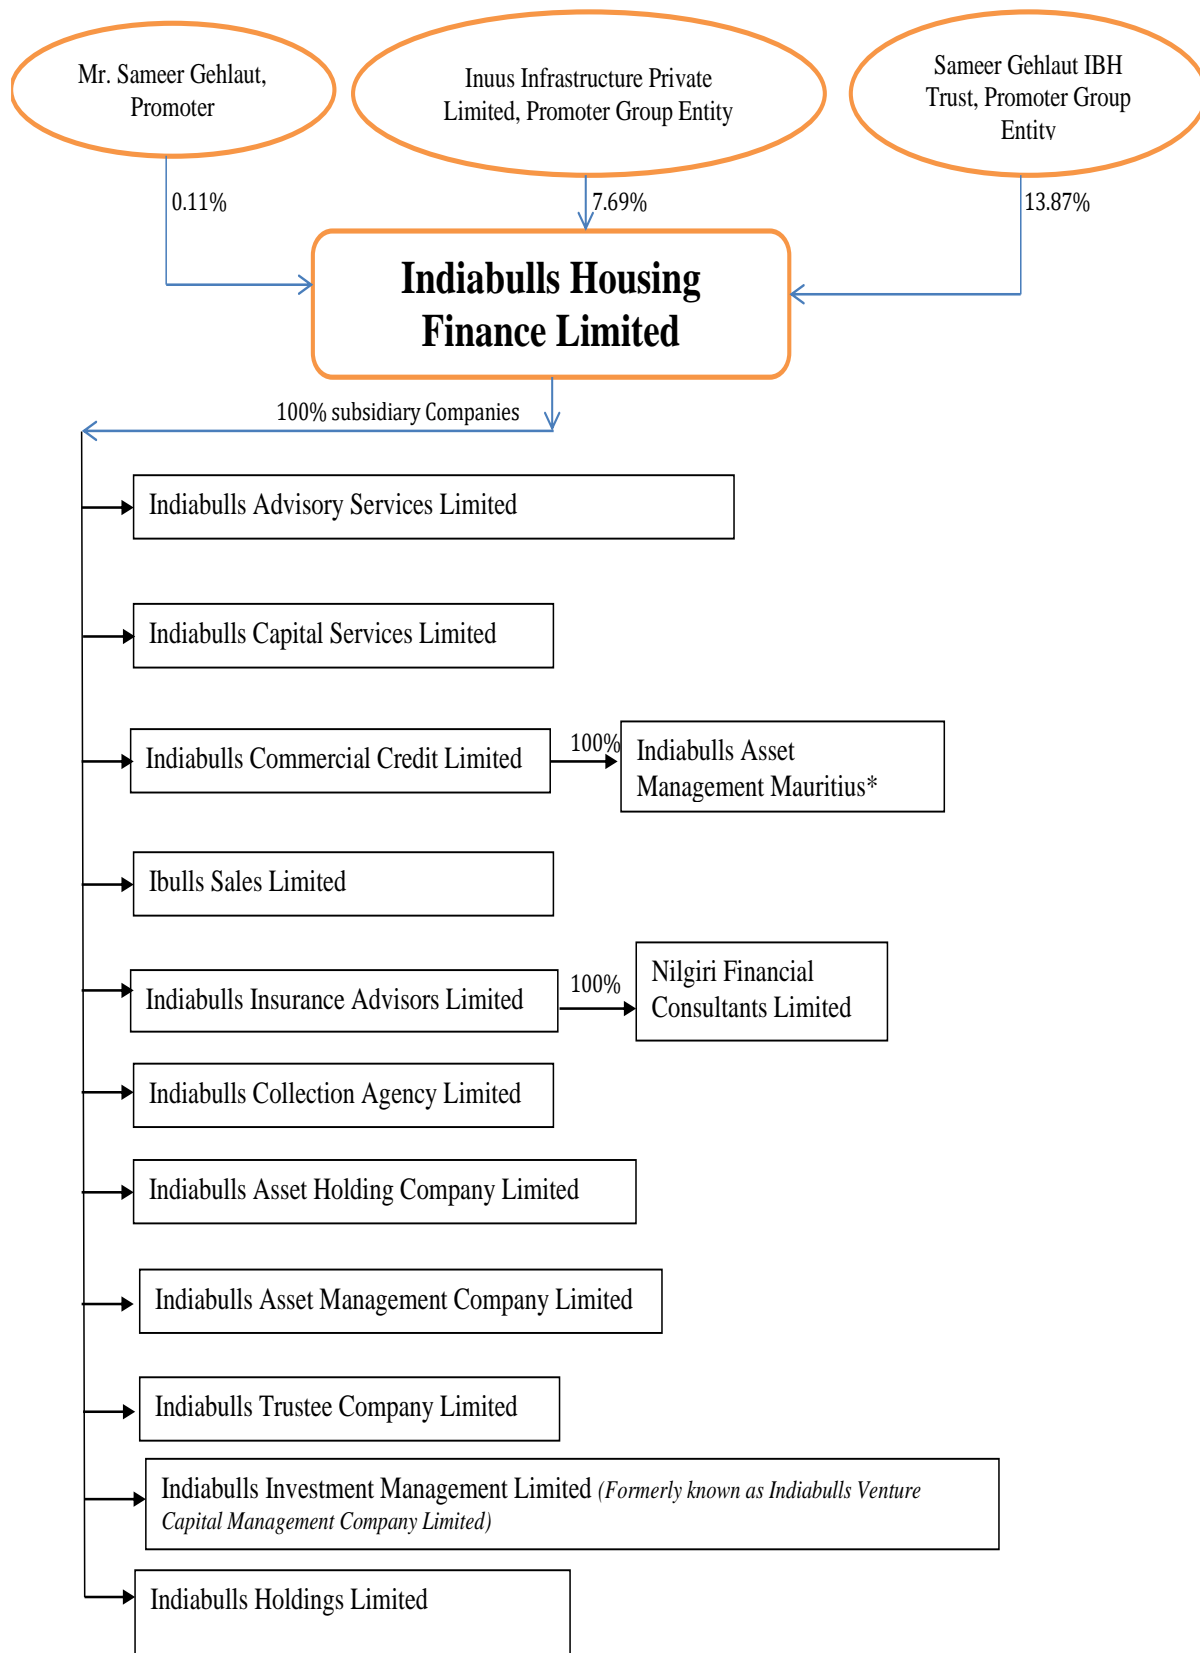 Mr. Sameer Gehlaut,
Promoter
Inuus Infrastructure Private
Limited, Promoter Group Entity
Sameer Gehlaut IBH
Trust, Promoter Group
Entity
0.11%
7.69%
13.87%
Indiabulls Housing
Finance Limited
100% subsidiary Companies
Indiabulls Advisory Services Limited
Indiabulls Capital Services Limited
Indiabulls Commercial Credit Limited
100%
Indiabulls Asset
Management Mauritius*
Ibulls Sales Limited
Indiabulls Insurance Advisors Limited
100%
Nilgiri Financial
Consultants Limited
Indiabulls Collection Agency Limited
Indiabulls Asset Holding Company Limited
Indiabulls Asset Management Company Limited
Indiabulls Trustee Company Limited
Indiabulls Investment Management Limited (Formerly known as Indiabulls Venture
Capital Management Company Limited)
Indiabulls Holdings Limited